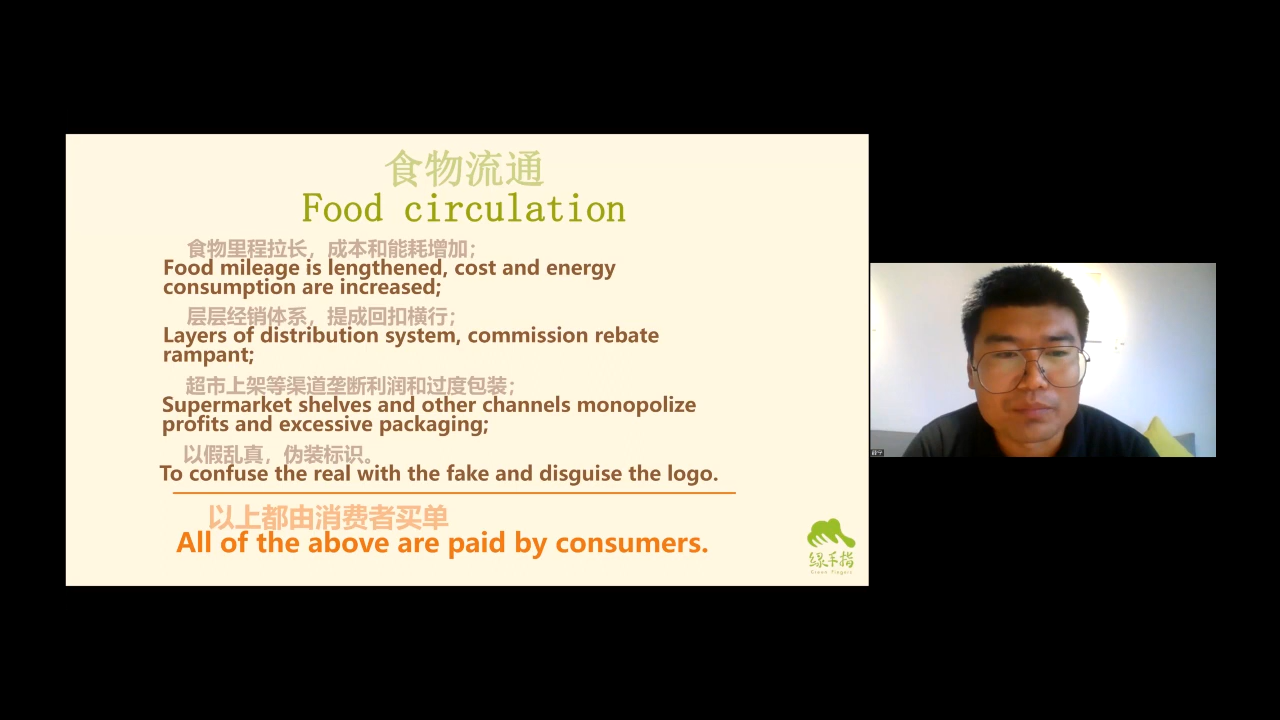 食物流通
Food circulation
食物里程拉长，成本和能耗增加；
Food mileage is lengthened, cost and energy
consumption are increased;
层层经销体系，提成回扣横行；
Layers of distribution system, commission rebate
rampant;
超市上架等渠道垄断利润和过度包装；
Supermarket shelves and other channels monopolize
profits and excessive packaging;
以假乱真，伪装标识。
To confuse the real with the fake and disguise the logo.
以上都由消费者买单
All of the above are paid by consumers.
绿手指
Green Fingers